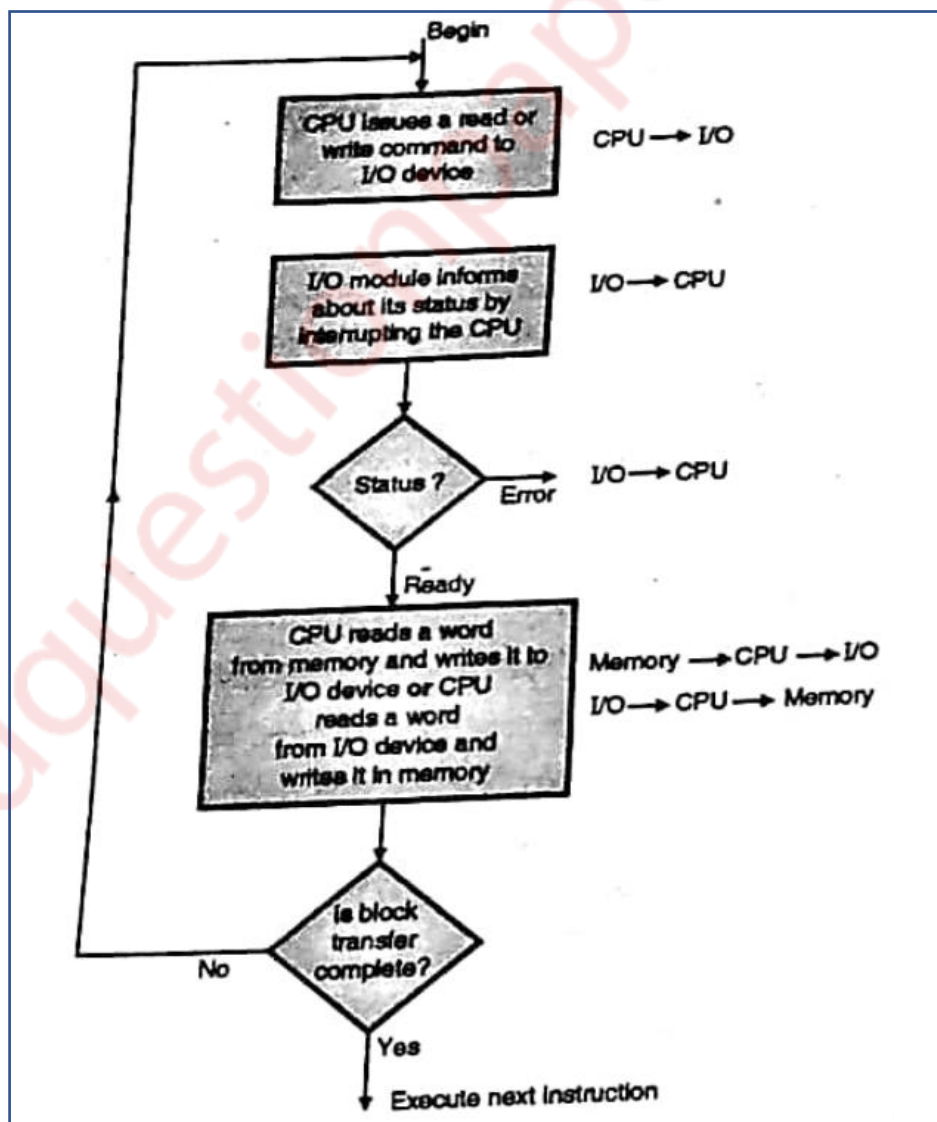 Begin
CPU issues a read or
write command to
I/O device
CPU → I/O
I/O module informs
about its status by
interrupting the CPU
I/O → CPU
Status ?
Error
I/O → CPU
Ready
CPU reads a word
from memory and writes it to
I/O device or CPU
reads a word
from I/O device and
writes it in memory
Memory → CPU → I/O
I/O → CPU → Memory
Is block
transfer
complete?
No
Yes
Execute next instruction